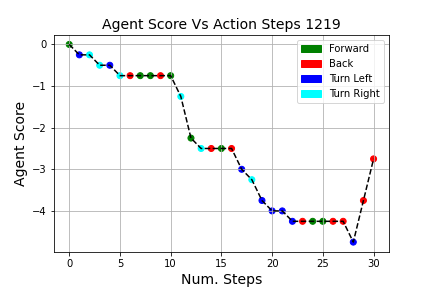 Agent Score Vs Action Steps 1219
0
−1
−2
−3
−4
Agent Score
Forward
Back
Turn Left
Turn Right
0 5 10 15 20 25 30
Num. Steps